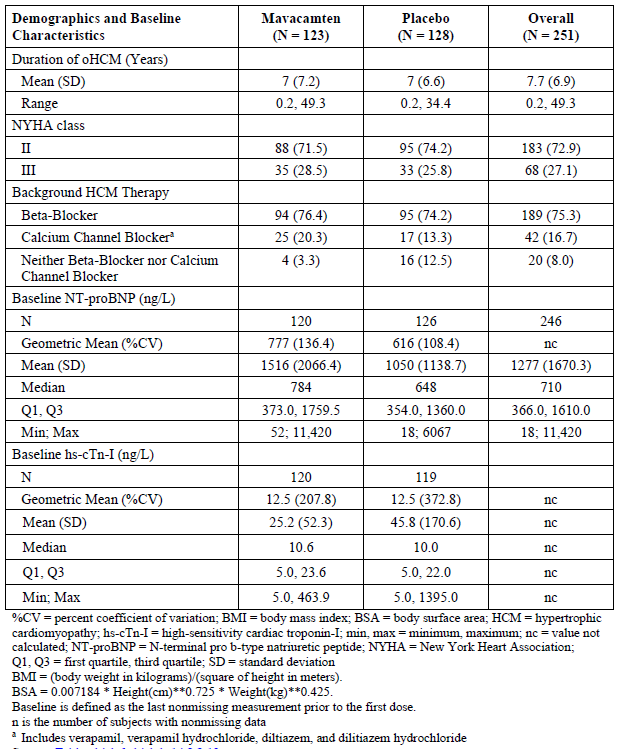 Demographics and Baseline Characteristics Mavacamten (N = 123) Placebo (N = 128) Overall (N = 251)
Duration of oHCM (Years)
Mean (SD) 7 (7.2) 7 (6.6) 7.7 (6.9)
Range 0.2, 49.3 0.2, 34.4 0.2, 49.3
NYHA class
II 88 (71.5) 95 (74.2) 183 (72.9)
III 35 (28.5) 33 (25.8) 68 (27.1)
Background HCM Therapy
Beta-Blocker 94 (76.4) 95 (74.2) 189 (75.3)
Calcium Channel Blockerᵃ 25 (20.3) 17 (13.3) 42 (16.7)
Neither Beta-Blocker nor Calcium Channel Blocker 4 (3.3) 16 (12.5) 20 (8.0)
Baseline NT-proBNP (ng/L)
N 120 126 246
Geometric Mean (%CV) 777 (136.4) 616 (108.4) nc
Mean (SD) 1516 (2066.4) 1050 (1138.7) 1277 (1670.3)
Median 784 648 710
Q1, Q3 373.0, 1759.5 354.0, 1360.0 366.0, 1610.0
Min; Max 52; 11,420 18; 6067 18; 11,420
Baseline hs-cTn-I (ng/L)
N 120 119
Geometric Mean (%CV) 12.5 (207.8) 12.5 (372.8) nc
Mean (SD) 25.2 (52.3) 45.8 (170.6) nc
Median 10.6 10.0 nc
Q1, Q3 5.0, 23.6 5.0, 22.0 nc
Min; Max 5.0, 463.9 5.0, 1395.0 nc
%CV = percent coefficient of variation; BMI = body mass index; BSA = body surface area; HCM = hypertrophic
cardiomyopathy; hs-cTn-I = high-sensitivity cardiac troponin-I; min, max = minimum, maximum; nc = value not
calculated; NT-proBNP = N-terminal pro b-type natriuretic peptide; NYHA = New York Heart Association;
Q1, Q3 = first quartile, third quartile; SD = standard deviation
BMI = (body weight in kilograms)/(square of height in meters).
BSA = 0.007184 * Height(cm)**0.725 * Weight(kg)**0.425.
Baseline is defined as the last nonmissing measurement prior to the first dose.
n is the number of subjects with nonmissing data
ᵃ Includes verapamil, verapamil hydrochloride, diltiazem, and dilitiazem hydrochloride